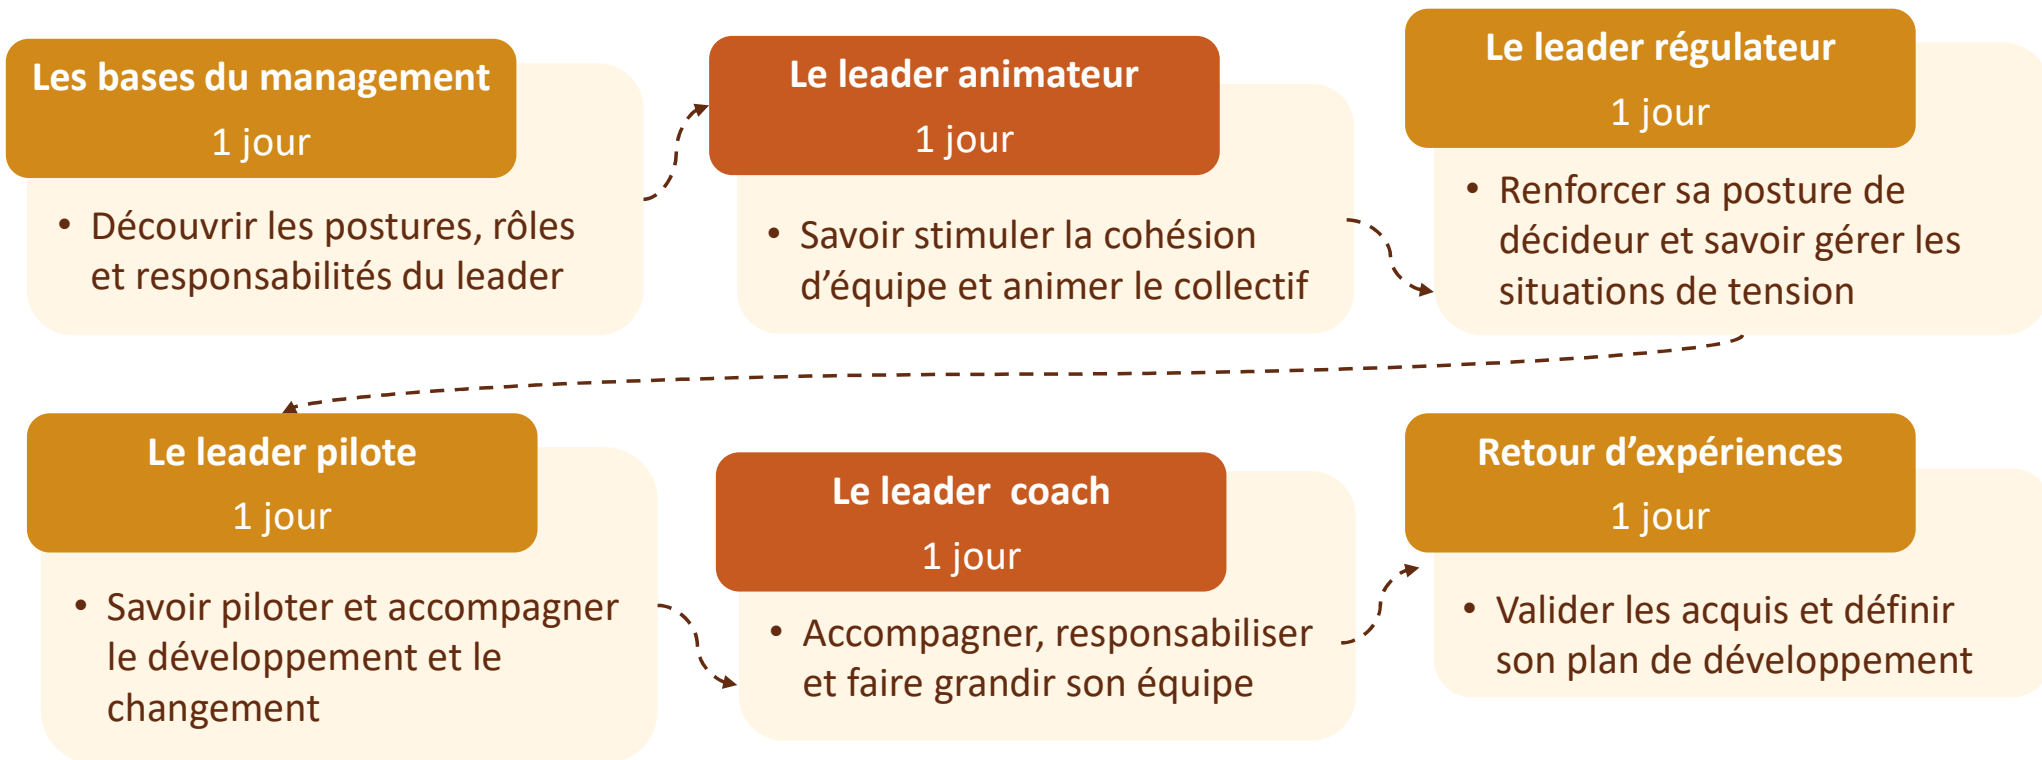 Les bases du management
1 jour
• Découvrir les postures, rôles
et responsabilités du leader
Le leader animateur
1 jour
• Savoir stimuler la cohésion
d’équipe et animer le collectif
Le leader régulateur
1 jour
• Renforcer sa posture de
décideur et savoir gérer les
situations de tension
Le leader pilote
1 jour
• Savoir piloter et accompagner
le développement et le
changement
Le leader  coach
1 jour
• Accompagner, responsabiliser
et faire grandir son équipe
Retour d’expériences
1 jour
• Valider les acquis et définir
son plan de développement